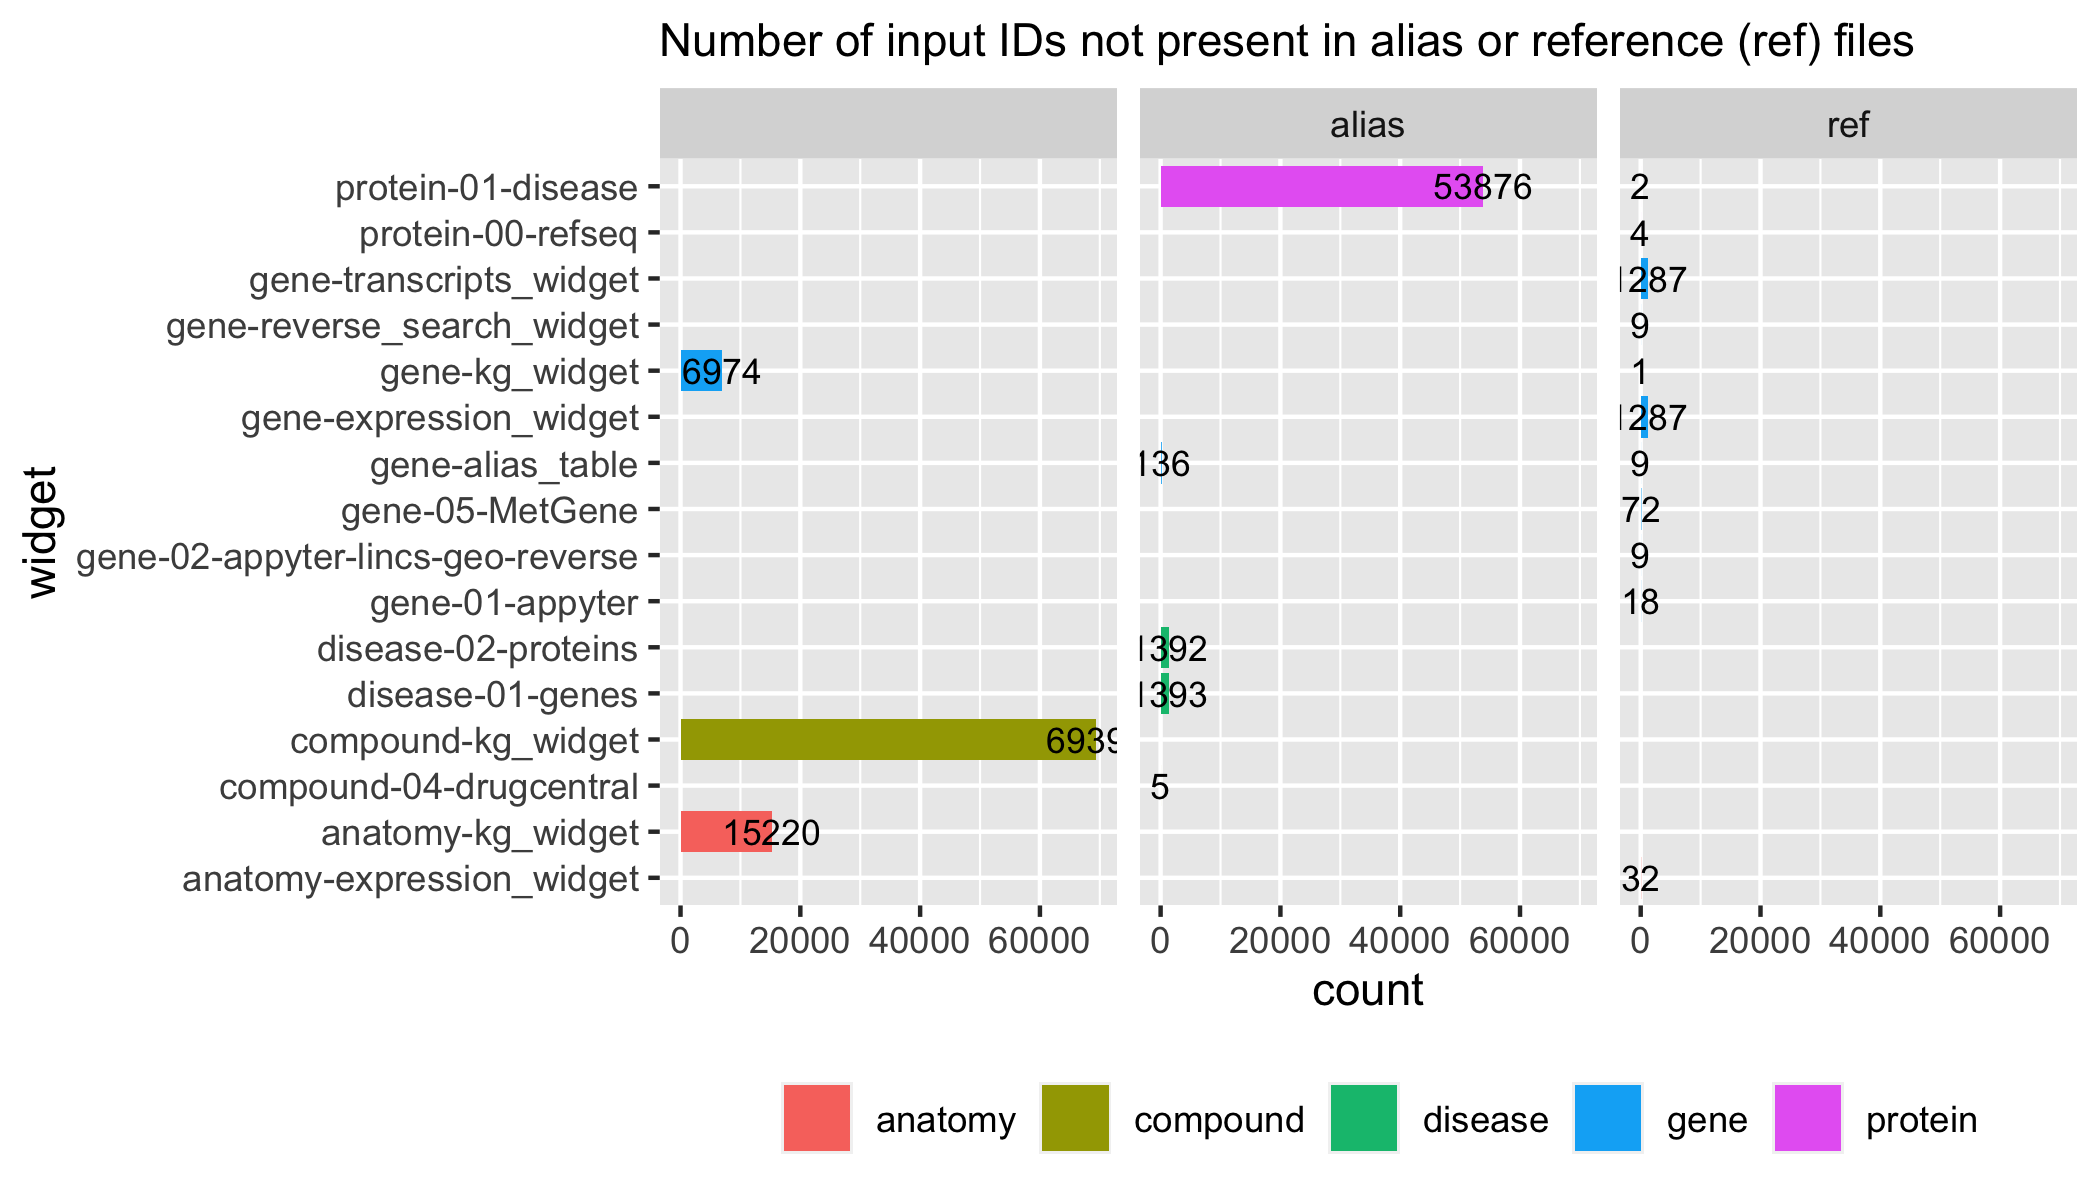 Number of input IDs not present in alias or reference (ref) files
alias ref
protein-01-disease 53876 2
protein-00-refseq 4
gene-transcripts_widget 1287
gene-reverse_search_widget 9
gene-kg_widget 6974 1
gene-expression_widget 1287
gene-alias_table 136 9
gene-05-MetGene 72
gene-02-appyter-lincs-geo-reverse 9
gene-01-appyter 18
disease-02-proteins 1392
disease-01-genes 1393
compound-kg_widget
compound-04-drugcentral 5
anatomy-kg_widget 15220
anatomy-expression_widget 32
widget
0 20000 40000 60000 0 20000 40000 60000 0 20000 40000 60000
count
anatomy compound disease gene protein